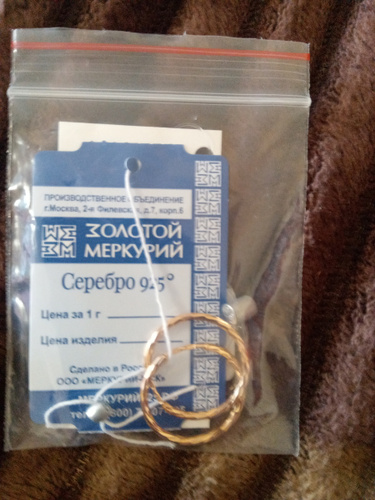 ПРОИЗВОДСТВЕННОЕ ОБЪЕДИНЕНИЕ
г.Москва, 2-я Филевская, д.7, корп.6
ЗОЛОТОЙ
МЕРКУРИЙ
Серебро 925°
Цена за 1 г
Цена изделия
Сделано в
ООО